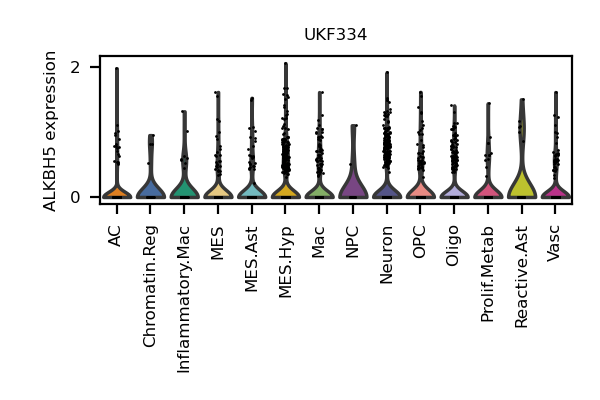 UKF334
ALKBH5 expression
2
0
AC
Chromatin.Reg
Inflammatory.Mac
MES
MES.Ast
MES.Hyp
Mac
NPC
Neuron
OPC
Oligo
Prolif.Metab
Reactive.Ast
Vasc